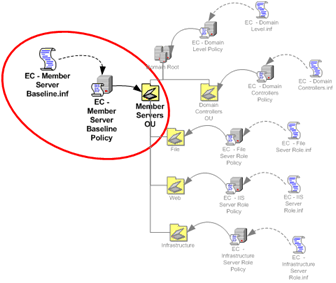 EC - Domain
Level.inf
EC - Domain
Level Policy
Domain Root
EC - Member
Server
Baseline.inf
EC -
Member
Server
Baseline
Policy
Member
Servers
OU
Domain
Controllers
OU
EC - Domain
Controllers
Policy
EC - Domain
Controllers.inf
File
EC - File
Server Role
Policy
EC - File
Server Role.inf
Web
EC - IIS
Server Role
Policy
EC - IIS
Server
Role.inf
Infrastructure
EC -
Infrastructure
Server Role
Policy
EC -
Infrastructure
Server
Role.inf